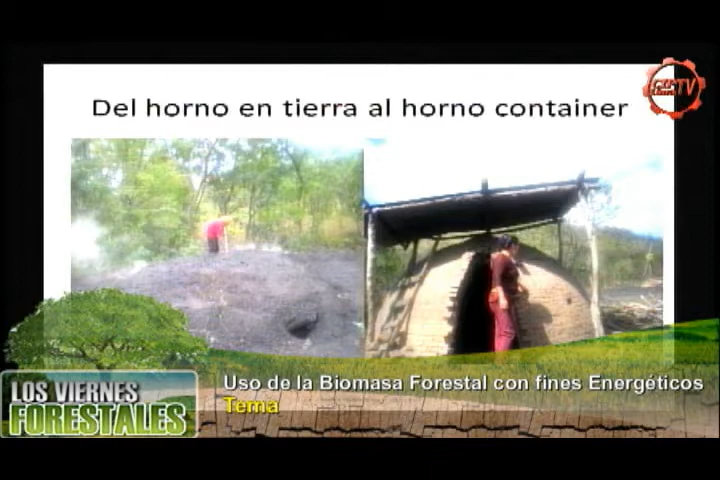 Del horno en tierra al horno container
TV
Uso de la Biomasa Forestal con fines Energéticos
Tema
LOS VIERNES
FORESTALES